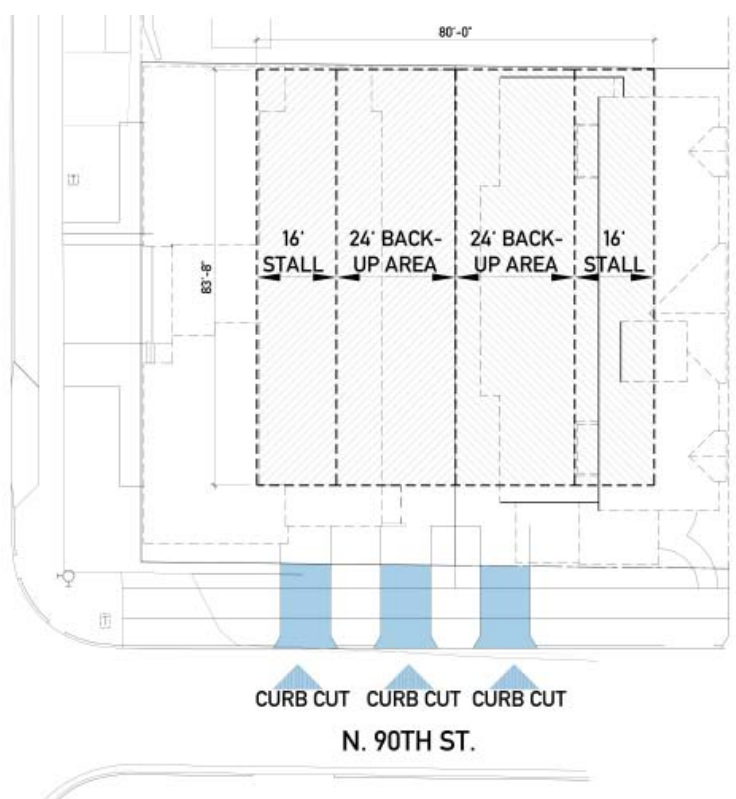 80'-0"
83'-8"
16'
STALL
24' BACK-
UP AREA
24' BACK-
UP AREA
16'
STALL
CURB CUT
CURB CUT
CURB CUT
N. 90TH ST.